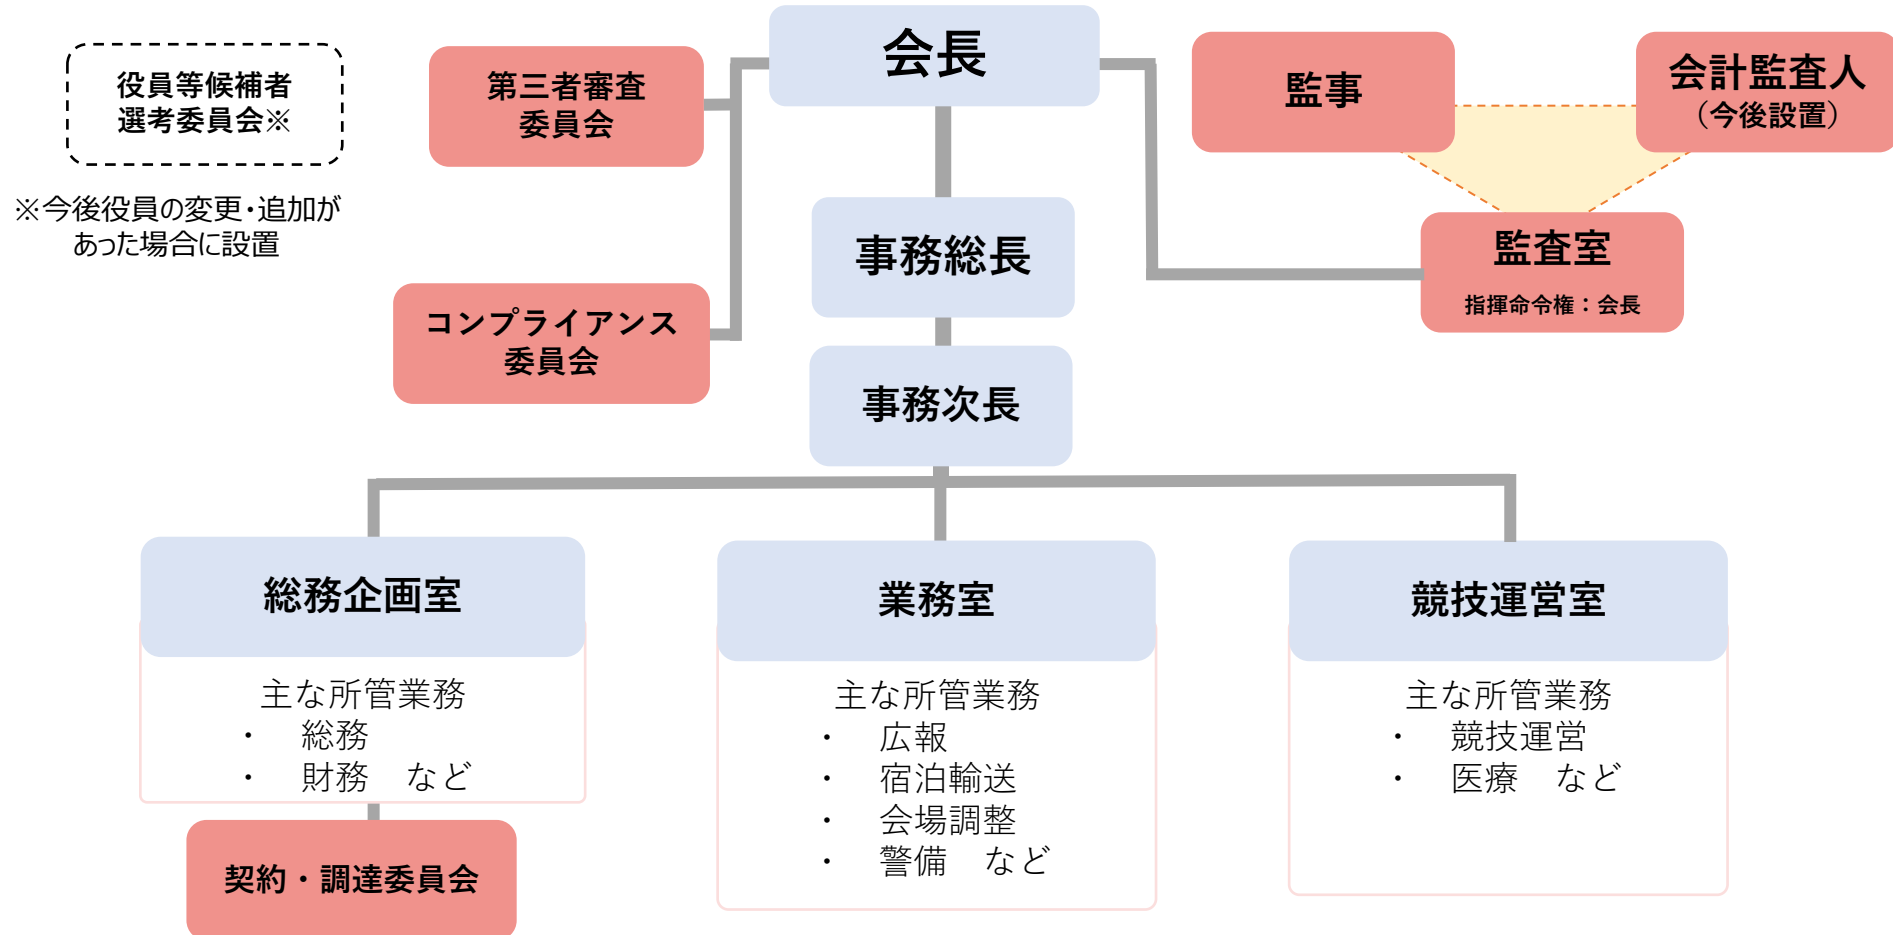 会長
役員等候補者
選考委員会※
※今後役員の変更・追加が
あった場合に設置
第三者審査
委員会
監事
会計監査人
（今後設置）
事務総長
監査室
指揮命令権：会長
コンプライアンス
委員会
事務次長
総務企画室
主な所管業務
・　総務
・　財務　など
契約・調達委員会
業務室
主な所管業務
・　広報
・　宿泊輸送
・　会場調整
・　警備　など
競技運営室
主な所管業務
・　競技運営
・　医療　など